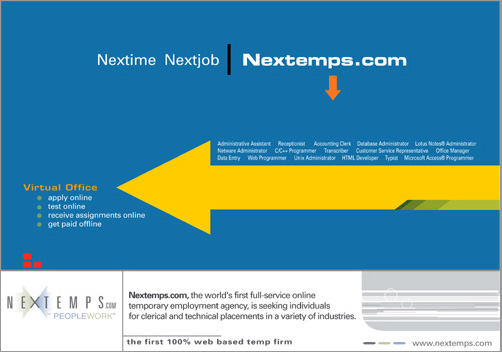 Nextime Nextjob Nextemps.com
Administrative Assistant Receptionist Accounting Clerk Database Administrator Lotus Notes® Administrator
Netware Administrator C/C++ Programmer Transcriber Customer Service Representative Office Manager
Data Entry Web Programmer Unix Administrator HTML Developer Typist Microsoft Access® Programmer
Virtual Office
apply online
test online
receive assignments online
get paid offline
NEXTEMPS.COM
PEOPLEWORK
Nextemps.com, the world's first full-service online
temporary employment agency, is seeking individuals
for clerical and technical placements in a variety of industries.
the first 100% web based temp firm
www.nextemps.com